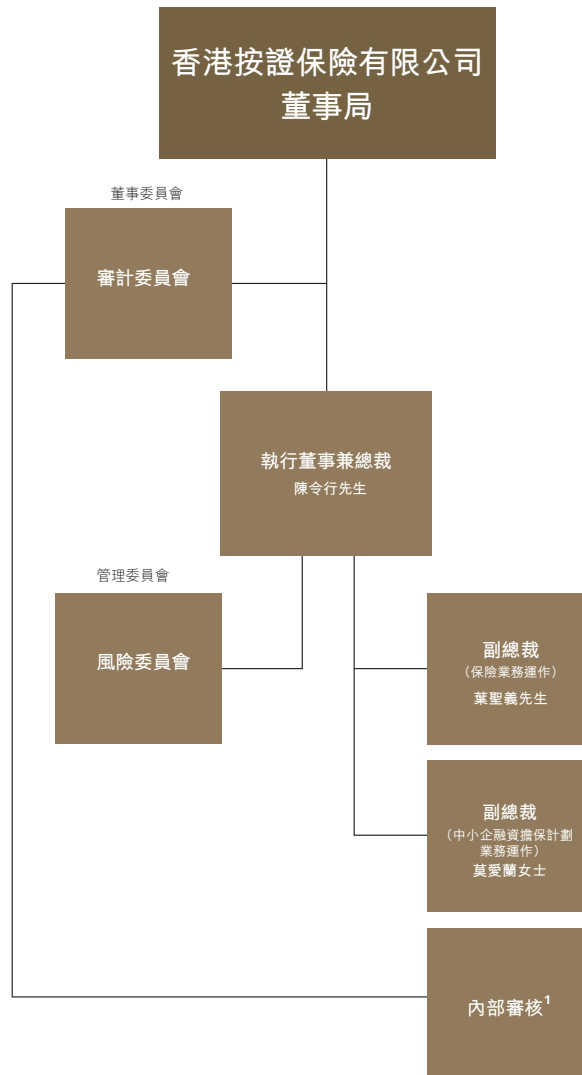 香港按證保險有限公司
董事局
董事委員會
審計委員會
執行董事兼總裁
陳令行先生
管理委員會
風險委員會
副總裁
（保險業務運作）
葉聖義先生
副總裁
（中小企融資擔保計劃
業務運作）
莫愛蘭女士
內部審核1